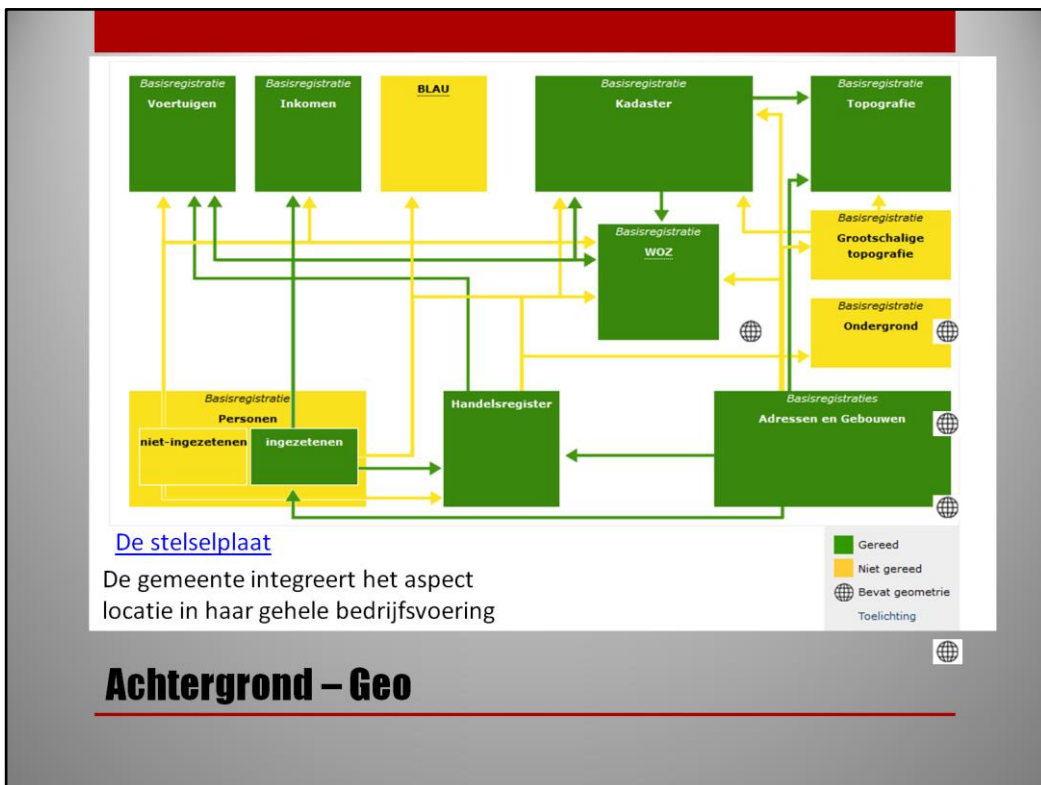 Basisregistratie
Voertuigen
Basisregistratie
Inkomen
BLAU
Basisregistratie
Kadaster
Basisregistratie
Topografie
Basisregistratie
WOZ
Basisregistratie
Grootschalige
topografie
Basisregistratie
Ondergrond
Basisregistratie
Personen
niet-ingezetenen
ingezetenen
Handelsregister
Basisregistraties
Adressen en Gebouwen
De stelselplaat
De gemeente integreert het aspect
locatie in haar gehele bedrijfsvoering
Gereed
Niet gereed
Bevat geometrie
Toelichting
Achtergrond – Geo